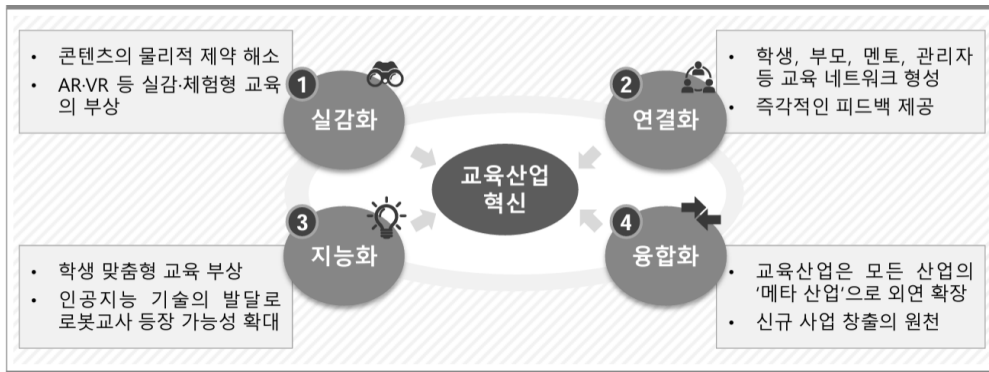 • 콘텐츠의 물리적 제약 해소
• AR·VR 등 실감·체험형 교육
의 부상
1
실감화
2
연결화
• 학생, 부모, 멘토, 관리자
등 교육 네트워크 형성
• 즉각적인 피드백 제공
교육산업
혁신
3
지능화
• 학생 맞춤형 교육 부상
• 인공지능 기술의 발달로
로봇교사 등장 가능성 확대
4
융합화
• 교육산업은 모든 산업의
‘메타 산업’으로 외연 확장
• 신규 사업 창출의 원천